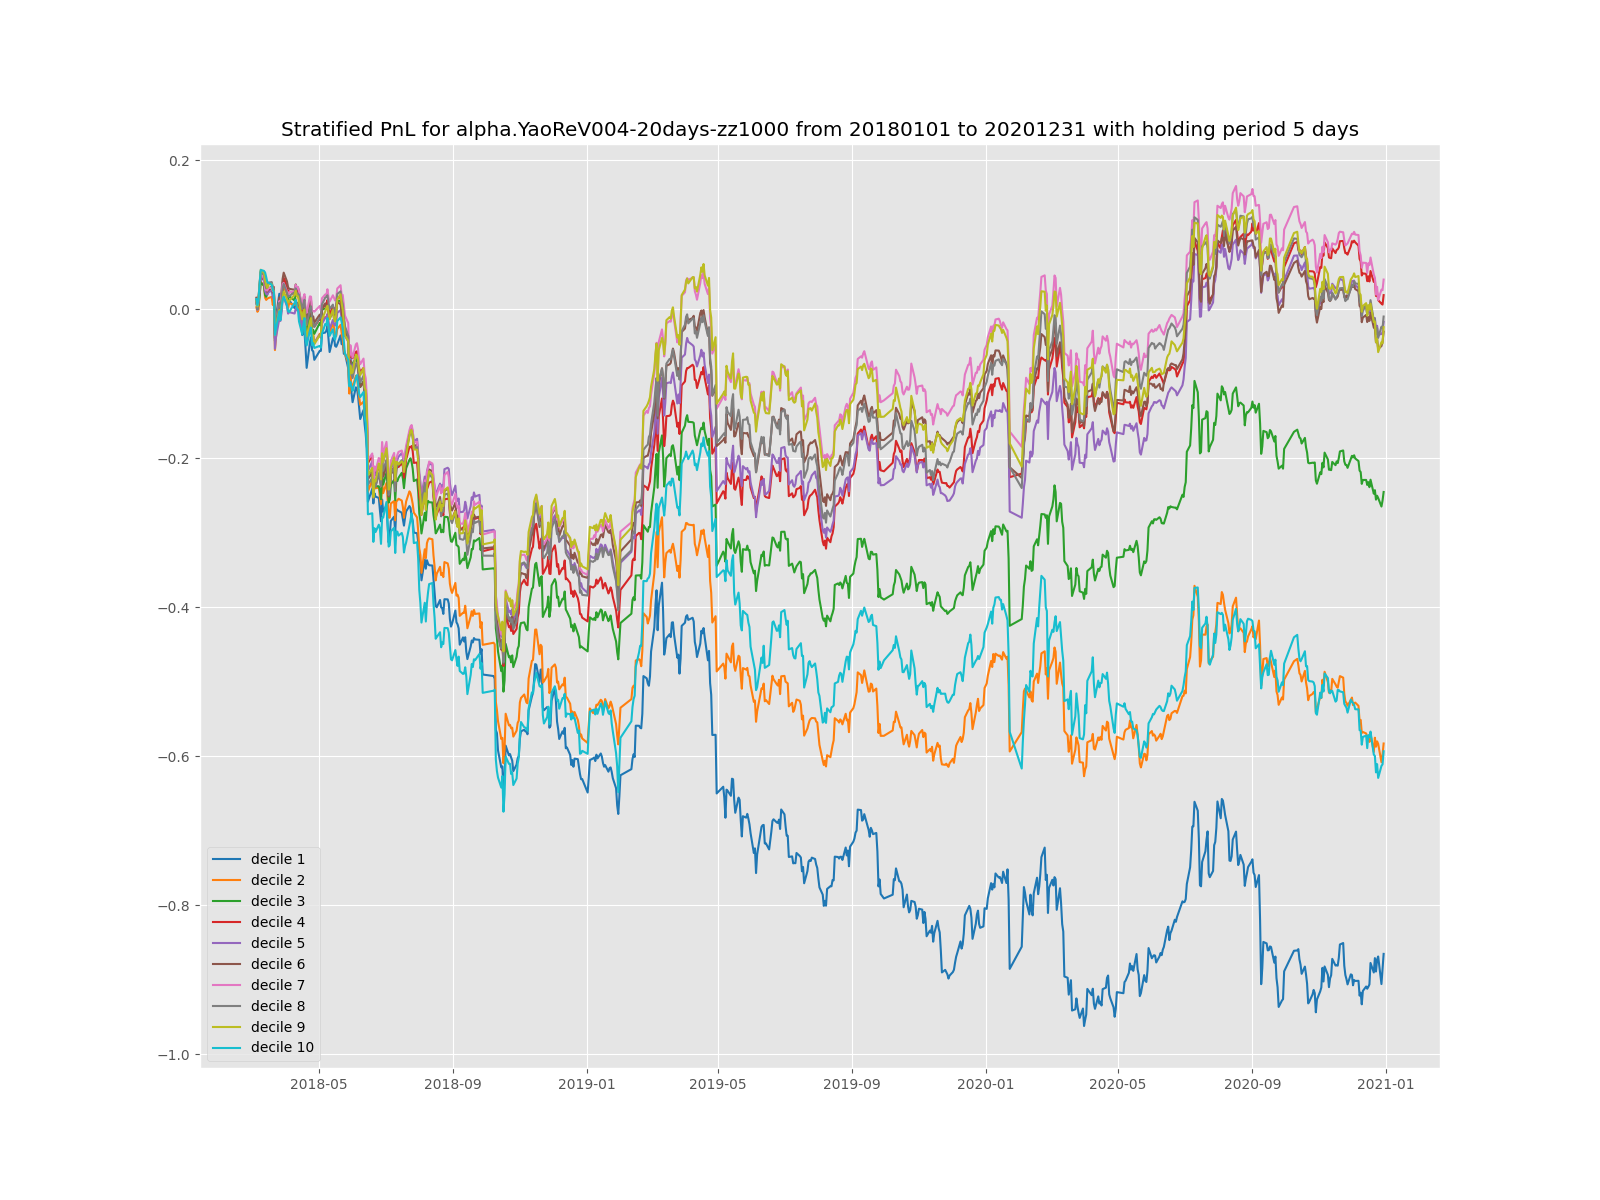 Stratified PnL for alpha.YaoReV004-20days-zz1000 from 20180101 to 20201231 with holding period 5 days
0.2
0.0
−0.2
−0.4
−0.6
−0.8
−1.0
decile 1
decile 2
decile 3
decile 4
decile 5
decile 6
decile 7
decile 8
decile 9
decile 10
2018-05 2018-09 2019-01 2019-05 2019-09 2020-01 2020-05 2020-09 2021-01